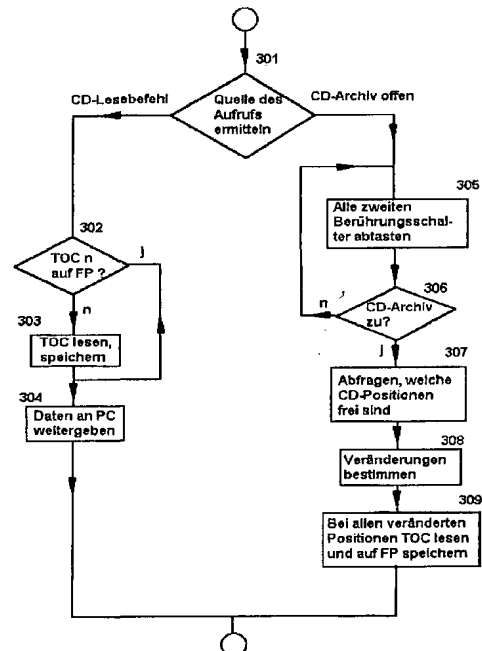 301
CD-Lesebefehl
Quelle des
Aufrufs
ermitteln
CD-Archiv offen
302
TOC n
auf FP ?
j
n
303
TOC lesen,
speichern
304
Daten an PC
weitergeben
305
Alle zweiten
Berührungsschal-
ter abtasten
306
CD-Archiv
zu?
n
j
307
Abfragen, welche
CD-Positionen
frei sind
308
Veränderungen
bestimmen
309
Bei allen veränderten
Positionen TOC lesen
und auf FP speichern